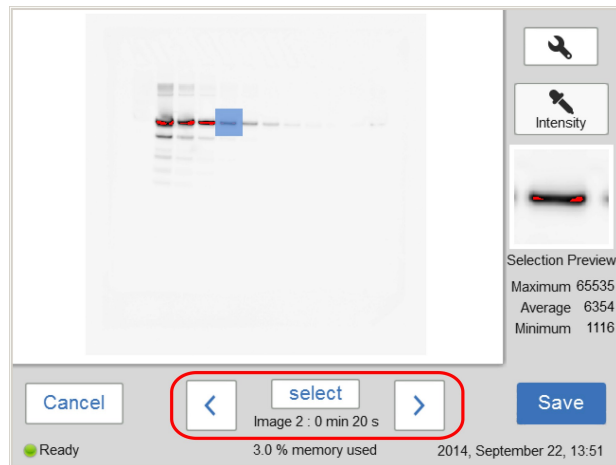 Intensity
Selection Preview
Maximum 65535
Average 6354
Minimum 1116
Cancel
select
Image 2 : 0 min 20 s
Save
Ready
3.0 % memory used
2014, September 22, 13:51